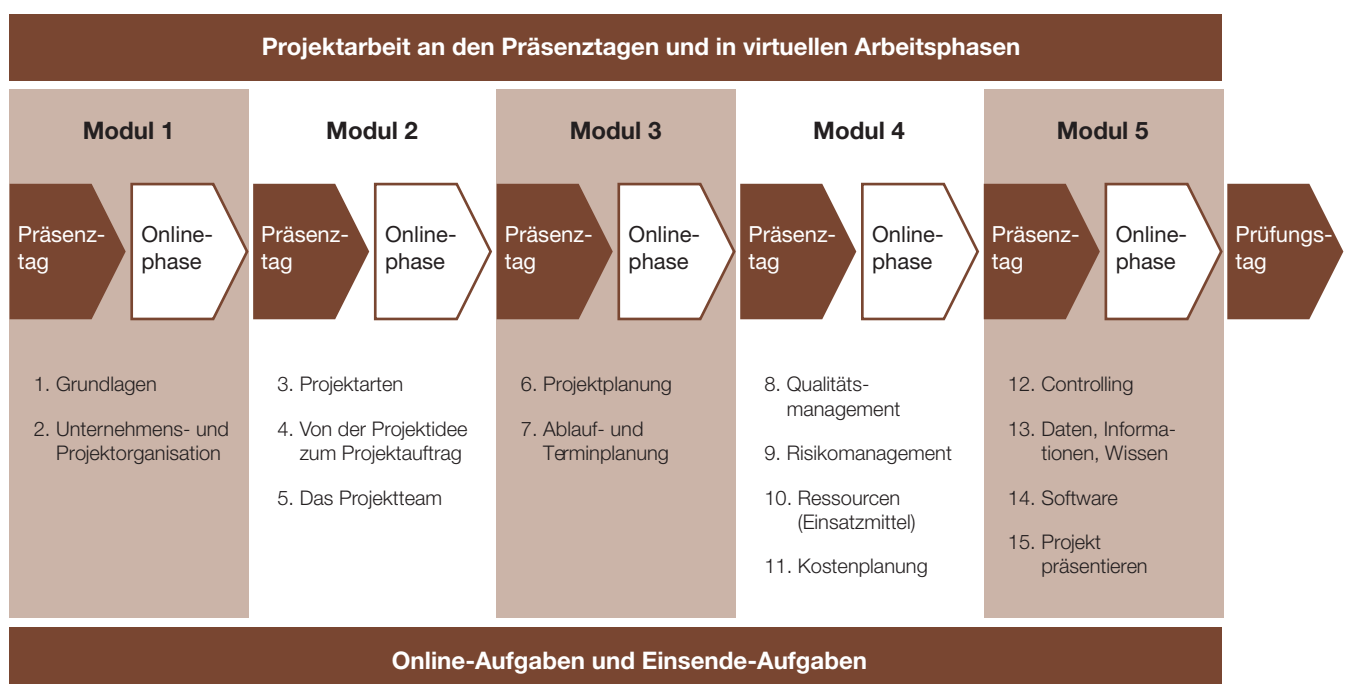 Projektarbeit an den Präsenztagen und in virtuellen Arbeitsphasen
Modul 1
Präsenz-
tag
Online-
phase
1. Grundlagen
2. Unternehmens- und
Projektorganisation
Modul 2
Präsenz-
tag
Online-
phase
3. Projektarten
4. Von der Projektidee
zum Projektauftrag
5. Das Projektteam
Modul 3
Präsenz-
tag
Online-
phase
6. Projektplanung
7. Ablauf- und
Terminplanung
Modul 4
Präsenz-
tag
Online-
phase
8. Qualitäts-
management
9. Risikomanagement
10. Ressourcen
(Einsatzmittel)
11. Kostenplanung
Modul 5
Präsenz-
tag
Online-
phase
12. Controlling
13. Daten, Informa-
tionen, Wissen
14. Software
15. Projekt
präsentieren
Prüfungs-
tag
Online-Aufgaben und Einsende-Aufgaben